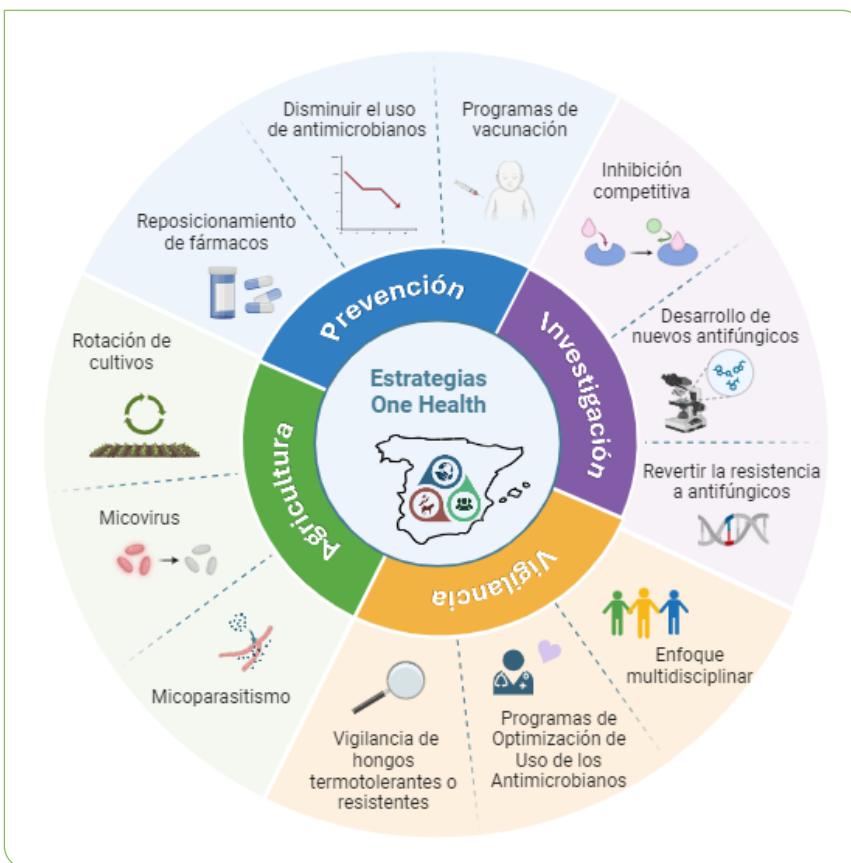 Disminuir el uso
de antimicrobianos
Programas de
vacunación
Inhibición
competitiva
Reposicionamiento
de fármacos
Prevención
Desarrollo de
nuevos antifúngicos
Investigación
Rotación de
cultivos
Estrategias
One Health
Revertir la resistencia
a antifúngicos
Agricultura
Micovirus
Vigilancia
Enfoque
multidisciplinar
Micoparasitismo
Vigilancia de
hongos
termotolerantes o
resistentes
Programas de
Optimización de
Uso de los
Antimicrobianos